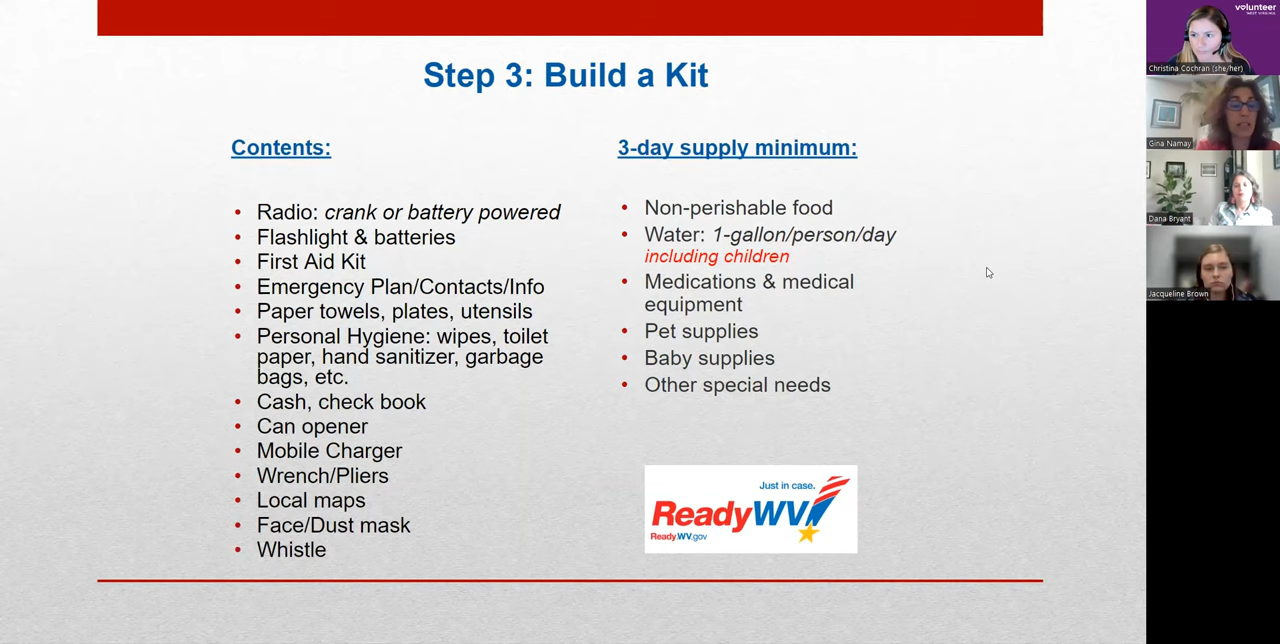 Step 3: Build a Kit
Contents:
• Radio: crank or battery powered
• Flashlight & batteries
• First Aid Kit
• Emergency Plan/Contacts/Info
• Paper towels, plates, utensils
• Personal Hygiene: wipes, toilet
paper, hand sanitizer, garbage
bags, etc.
• Cash, check book
• Can opener
• Mobile Charger
• Wrench/Pliers
• Local maps
• Face/Dust mask
• Whistle
3-day supply minimum:
• Non-perishable food
• Water: 1-gallon/person/day
including children
• Medications & medical
equipment
• Pet supplies
• Baby supplies
• Other special needs
Just in case.
ReadyWV
Ready.WV.gov
volunteer
WEST VIRGINIA
Christina Cochran (she/her)
Gina Namay
Dana Bryant
Jacqueline Brown